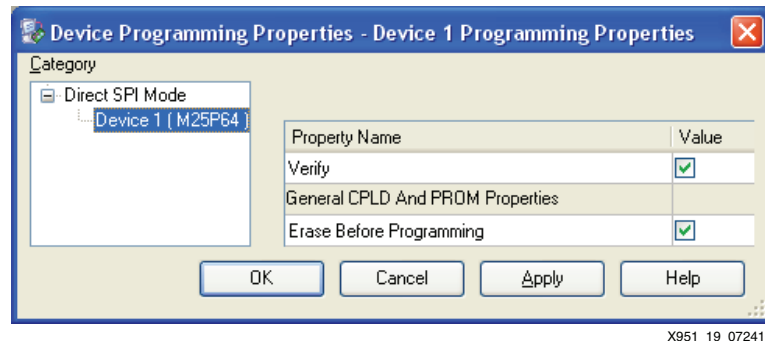 Device Programming Properties - Device 1 Programming Properties
Category
Direct SPI Mode
Device 1 ( M25P64 )
Property Name Value
Verify
General CPLD And PROM Properties
Erase Before Programming
OK Cancel Apply Help
X951_19_07241